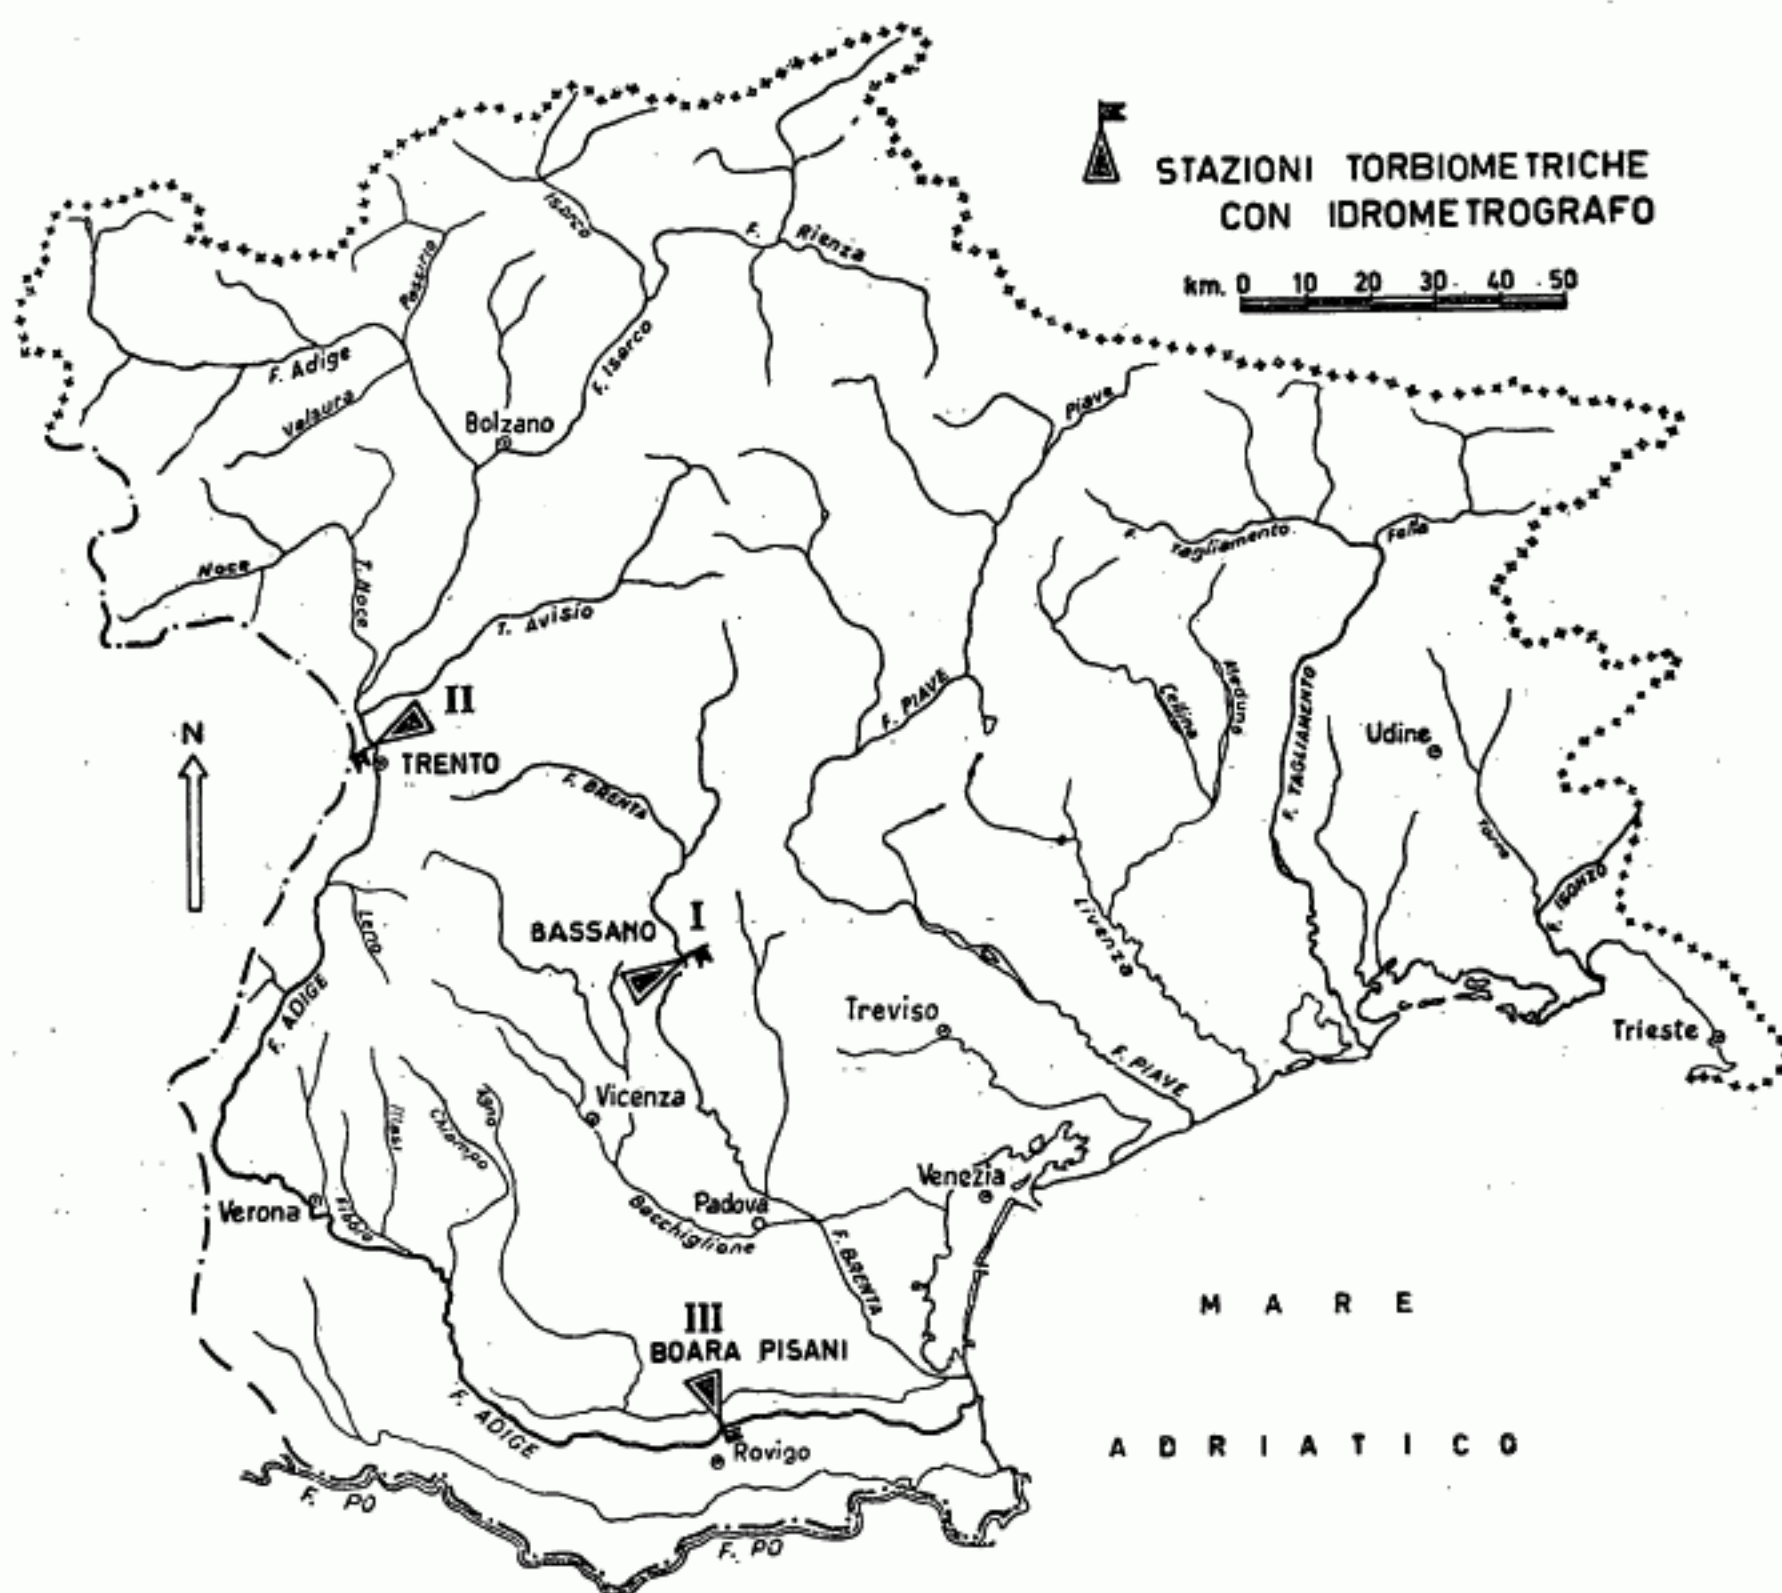 STAZIONI TORBIOMETRICHE
CON IDROMETROGRAFO
km. 0 10 20 30 40 50
Isarco
F. Rienza
Passirio
F. Isarco
F. Adige
Valsura
Bolzano
Piave
F. Tagliamento
Fella
Noce
T. Noce
T. Avisio
II
TRENTO
N
F. PIAVE
Cellina
Meduna
F. TAGLIAMENTO
Udine
F. BRENTA
Torre
F. ISONZO
I
BASSANO
Leno
Livenza
F. ADIGE
Treviso
Trieste
F. PIAVE
Vicenza
Agno
Chiampo
Illasi
Venezia
Padova
Verona
Fibbio
Bacchiglione
F. BRENTA
III
BOARA PISANI
MARE
F. ADIGE
Rovigo
ADRIATICO
F. PO
F. PO